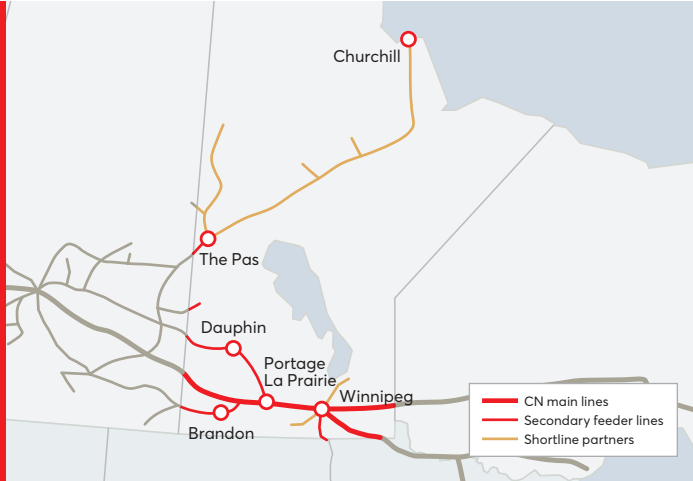 Churchill
The Pas
Dauphin
Portage
La Prairie
Winnipeg
Brandon
CN main lines
Secondary feeder lines
Shortline partners